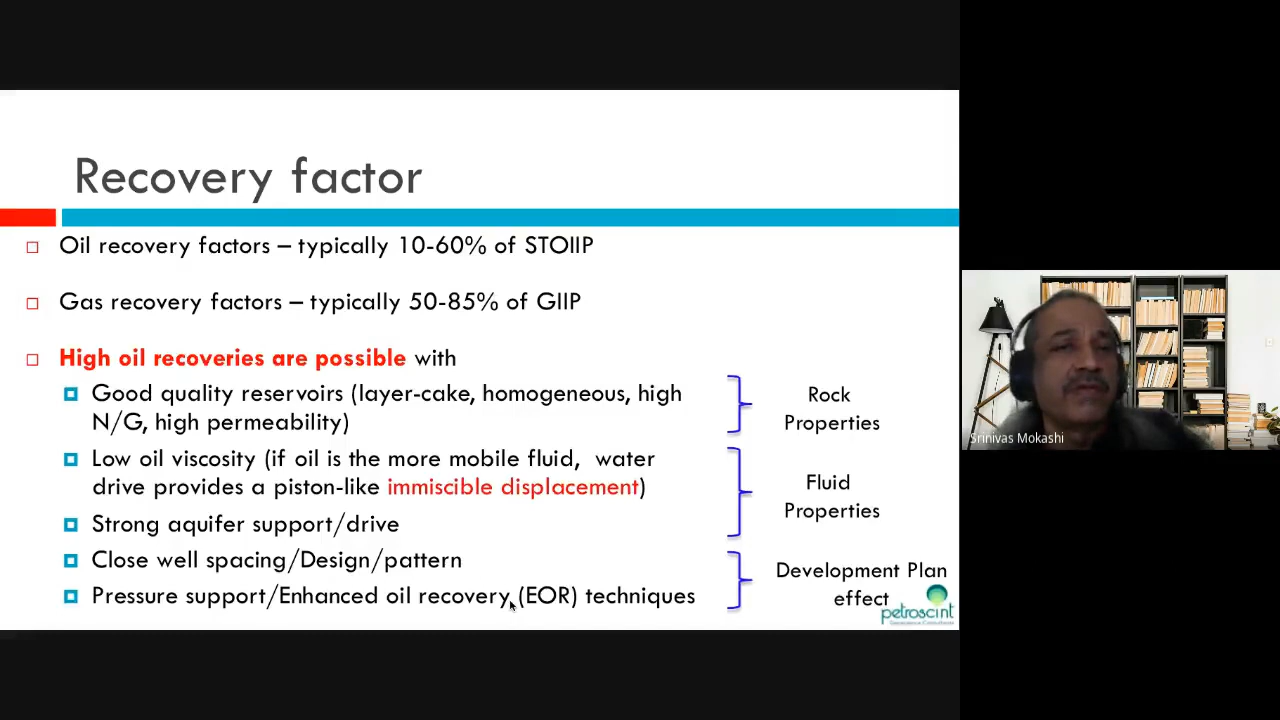 Recovery factor
Oil recovery factors – typically 10-60% of STOIIP
Gas recovery factors – typically 50-85% of GIIP
High oil recoveries are possible with
Good quality reservoirs (layer-cake, homogeneous, high
N/G, high permeability)
Low oil viscosity (if oil is the more mobile fluid, water
drive provides a piston-like immiscible displacement)
Strong aquifer support/drive
Close well spacing/Design/pattern
Pressure support/Enhanced oil recovery (EOR) techniques
Rock
Properties
Fluid
Properties
Development Plan
effect
petroscint
Srinivas Mokashi